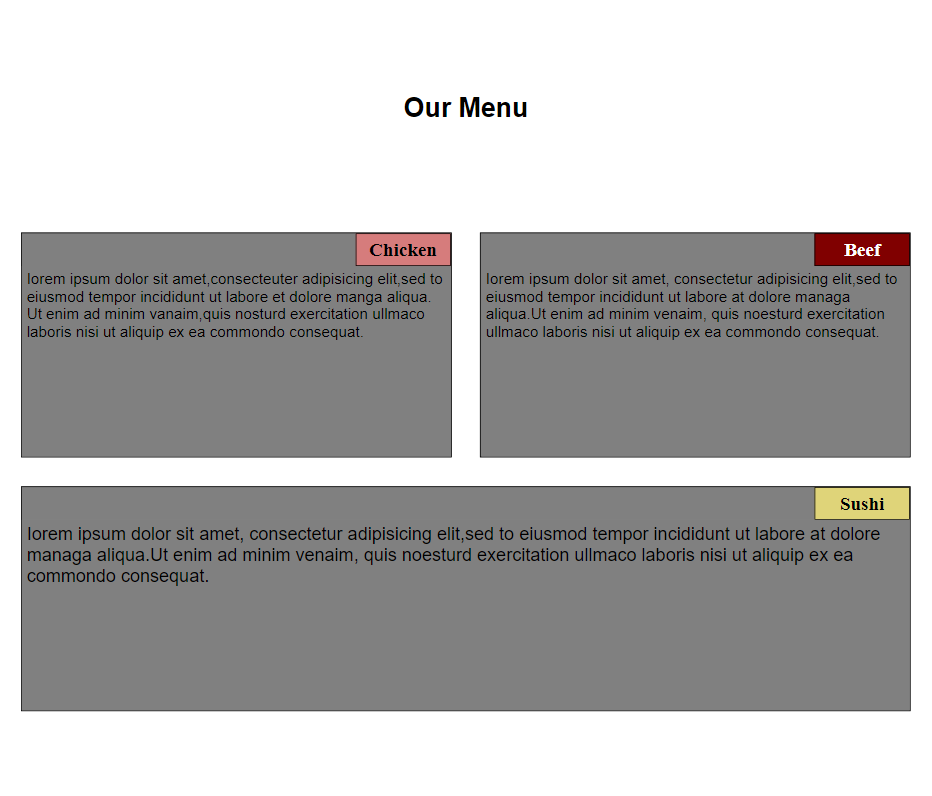 Our Menu
Chicken
lorem ipsum dolor sit amet,consecteuter adipisicing elit,sed to
eiusmod tempor incididunt ut labore et dolore manga aliqua.
Ut enim ad minim vanaim,quis nosturd exercitation ullmaco
laboris nisi ut aliquip ex ea commondo consequat.
Beef
lorem ipsum dolor sit amet, consectetur adipisicing elit,sed to
eiusmod tempor incididunt ut labore at dolore managa
aliqua.Ut enim ad minim venaim, quis noesturd exercitation
ullmaco laboris nisi ut aliquip ex ea commondo consequat.
Sushi
lorem ipsum dolor sit amet, consectetur adipisicing elit,sed to eiusmod tempor incididunt ut labore at dolore
managa aliqua.Ut enim ad minim venaim, quis noesturd exercitation ullmaco laboris nisi ut aliquip ex ea
commondo consequat.